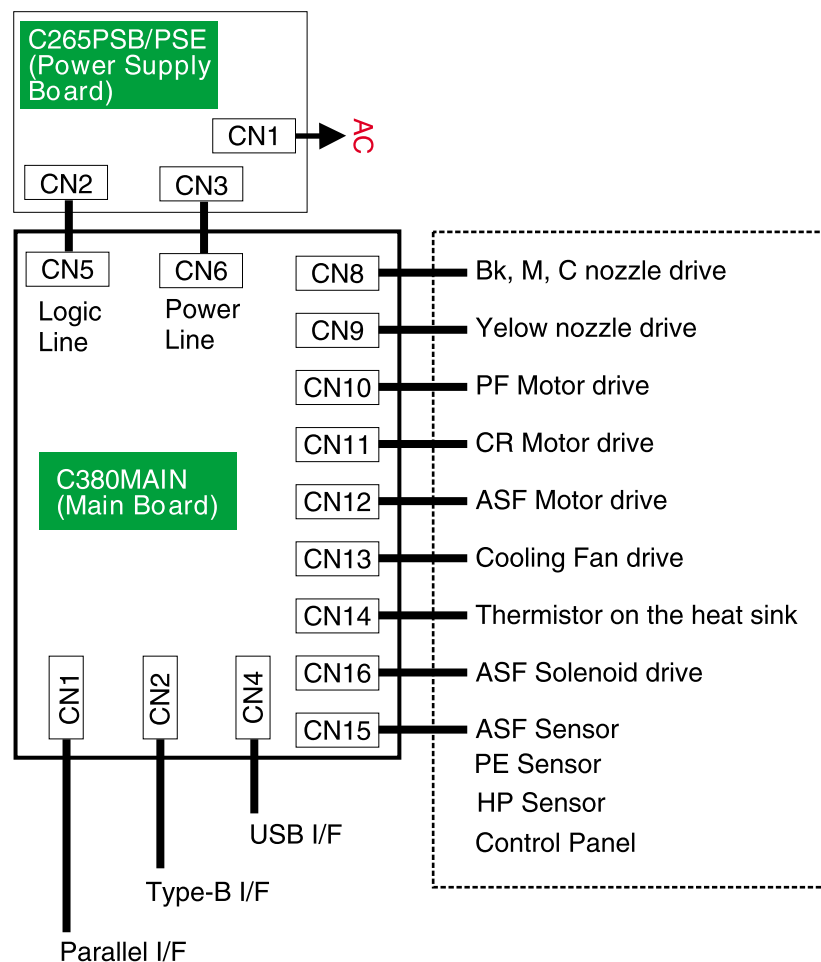 C265PSB/PSE
(Power Supply
Board)
CN1
AC
CN2
CN3
CN5
CN6
Logic
Line
Power
Line
CN8
Bk, M, C nozzle drive
CN9
Yelow nozzle drive
CN10
PF Motor drive
CN11
CR Motor drive
C380MAIN
(Main Board)
CN12
ASF Motor drive
CN13
Cooling Fan drive
CN14
Thermistor on the heat sink
CN16
ASF Solenoid drive
CN15
ASF Sensor
PE Sensor
HP Sensor
Control Panel
CN1
CN2
CN4
USB I/F
Type-B I/F
Parallel I/F